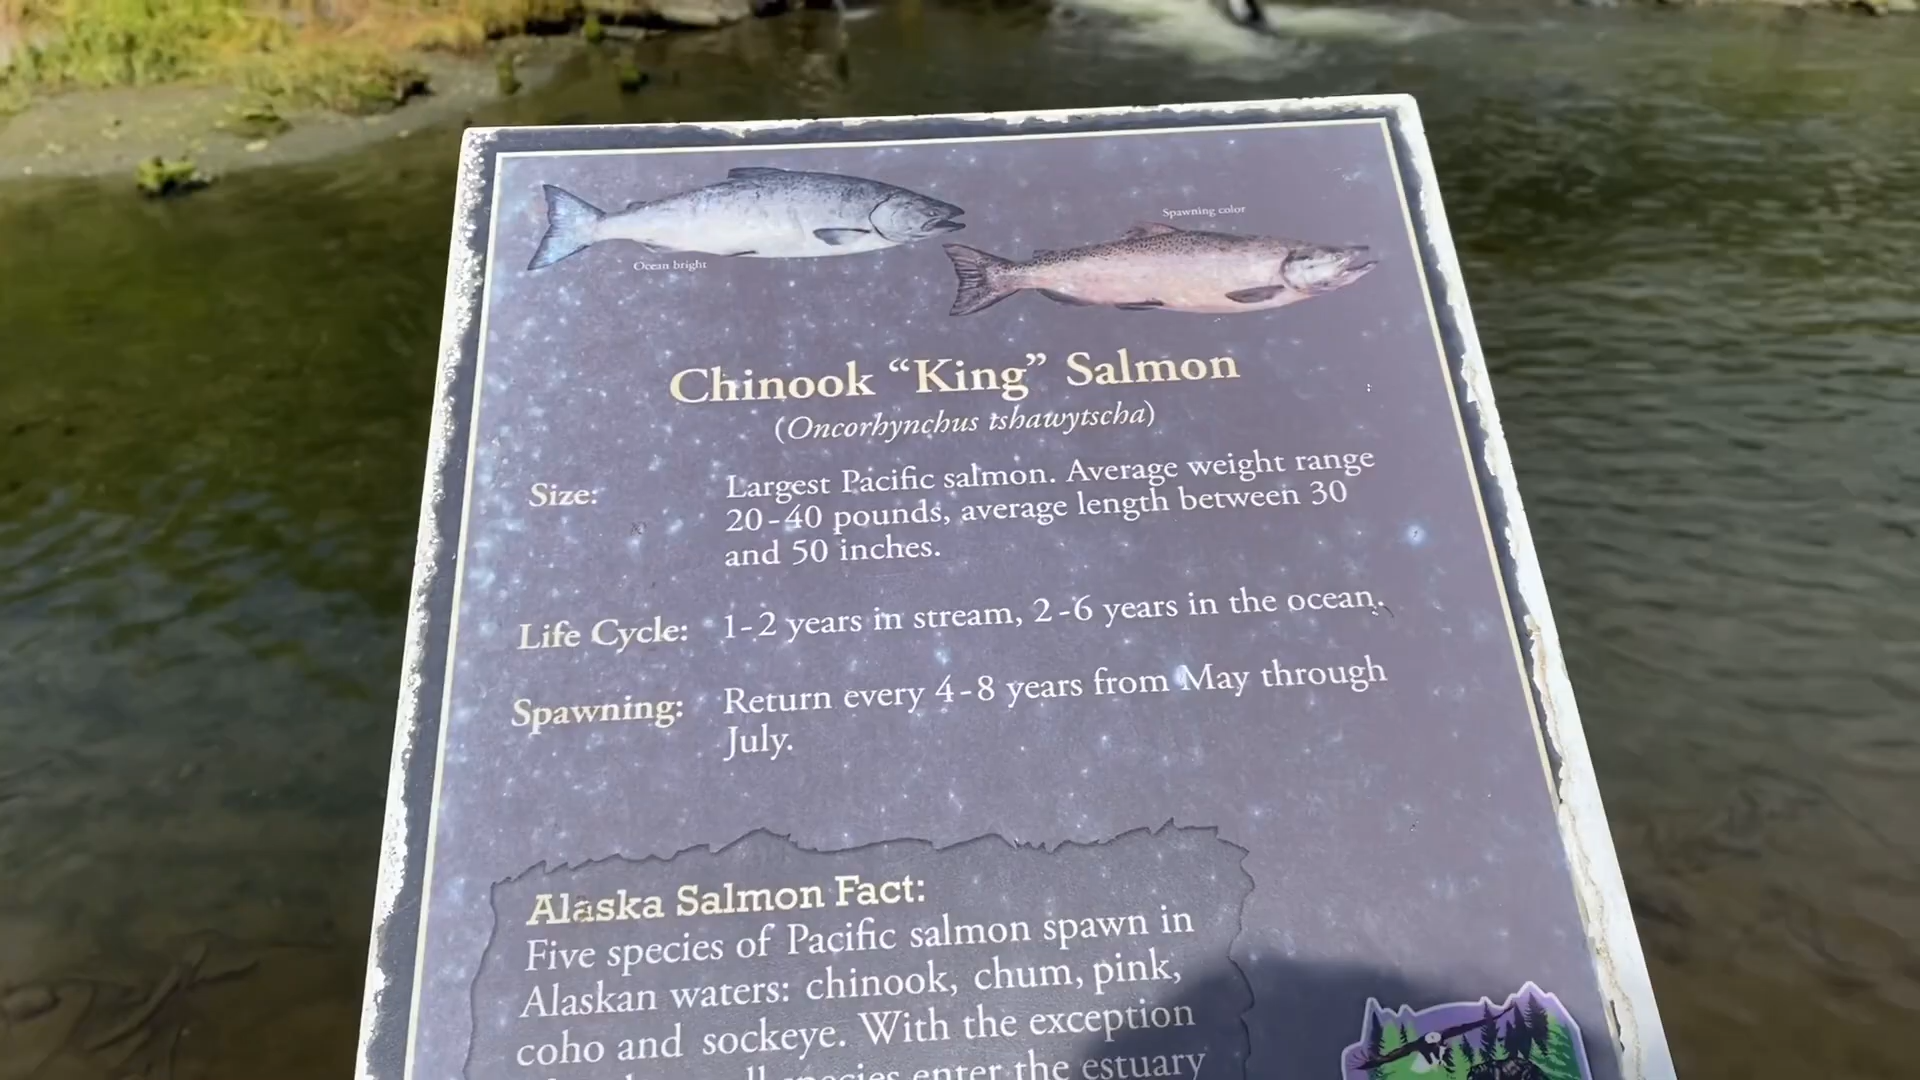 Spawning color
Ocean bright
Chinook “King” Salmon
(Oncorhynchus tshawytscha)
Size: Largest Pacific salmon. Average weight range
20-40 pounds, average length between 30
and 50 inches.
Life Cycle: 1-2 years in stream, 2-6 years in the ocean.
Spawning: Return every 4-8 years from May through
July.
Alaska Salmon Fact:
Five species of Pacific salmon spawn in
Alaskan waters: chinook, chum, pink,
coho and sockeye. With the exception
species enter the estuary